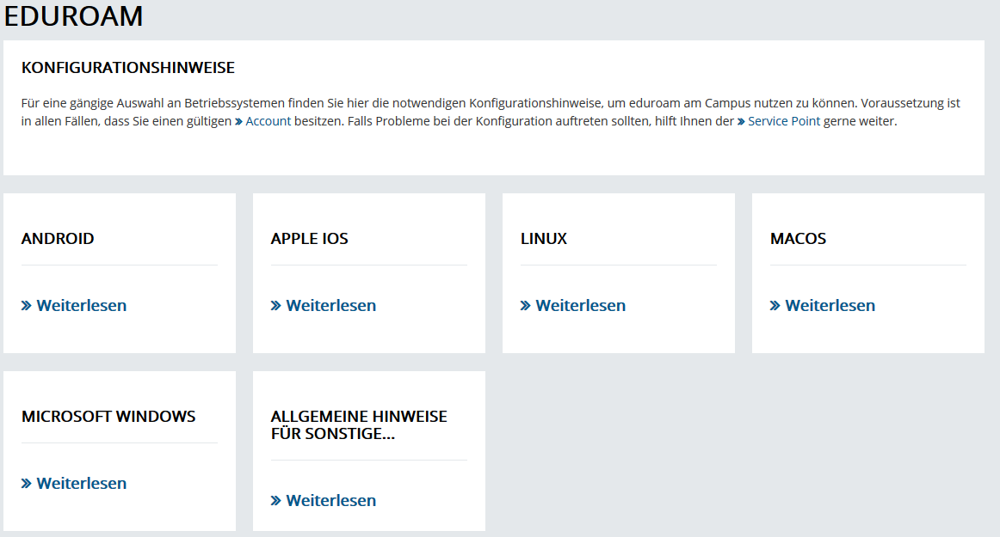 EDUROAM
KONFIGURATIONSHINWEISE
Für eine gängige Auswahl an Betriebssystemen finden Sie hier die notwendigen Konfigurationshinweise, um eduroam am Campus nutzen zu können. Voraussetzung ist
in allen Fällen, dass Sie einen gültigen » Account besitzen. Falls Probleme bei der Konfiguration auftreten sollten, hilft Ihnen der » Service Point gerne weiter.
ANDROID
» Weiterlesen
APPLE IOS
» Weiterlesen
LINUX
» Weiterlesen
MACOS
» Weiterlesen
MICROSOFT WINDOWS
» Weiterlesen
ALLGEMEINE HINWEISE
FÜR SONSTIGE...
» Weiterlesen